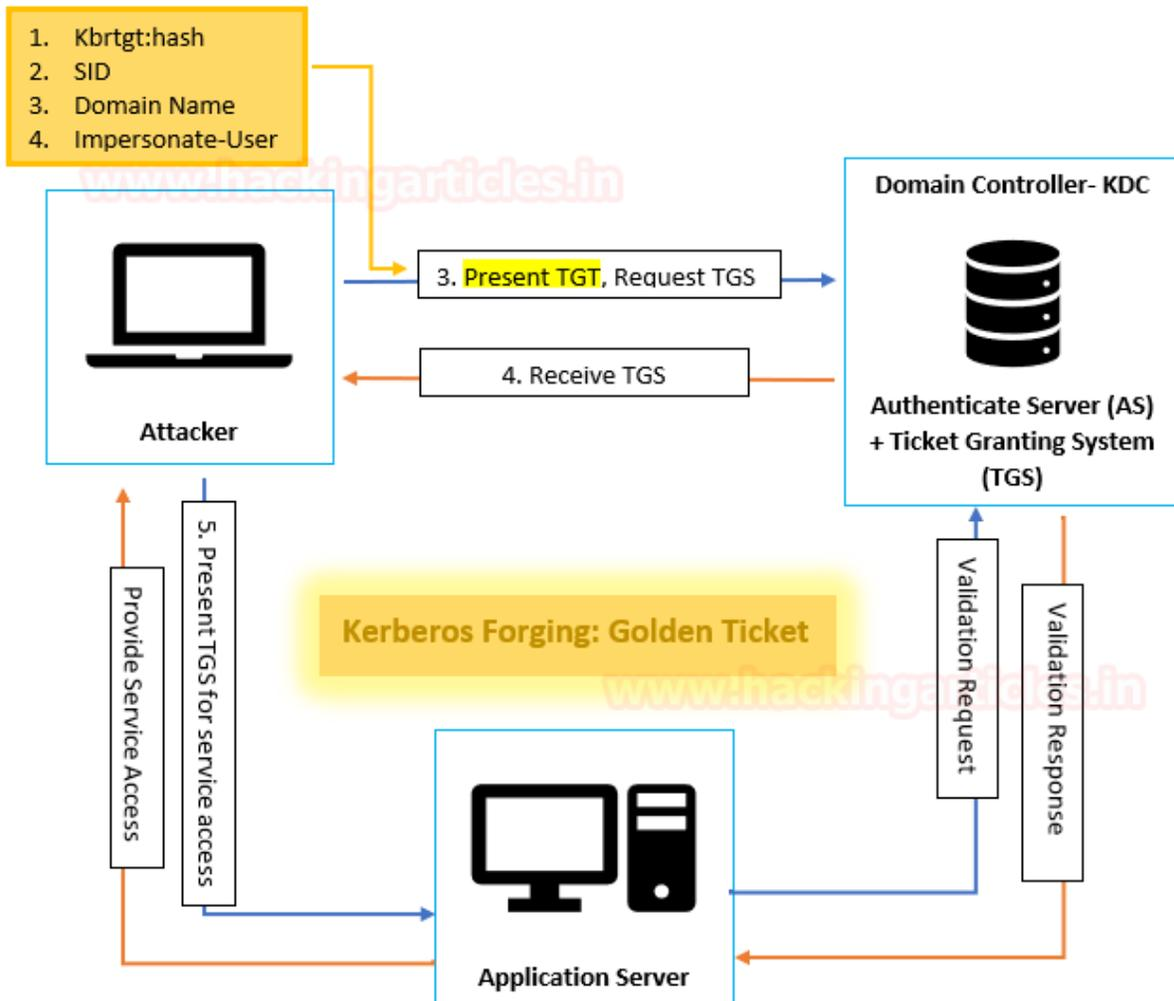 1. Kbrtgt:hash
2. SID
3. Domain Name
4. Impersonate-User
www.hackingarticles.in
Domain Controller- KDC
3. Present TGT, Request TGS
4. Receive TGS
Attacker
Authenticate Server (AS)
+ Ticket Granting System
(TGS)
Provide Service Access
5. Present TGS for service access
Kerberos Forging: Golden Ticket
www.hackingarticles.in
Validation Request
Validation Response
Application Server